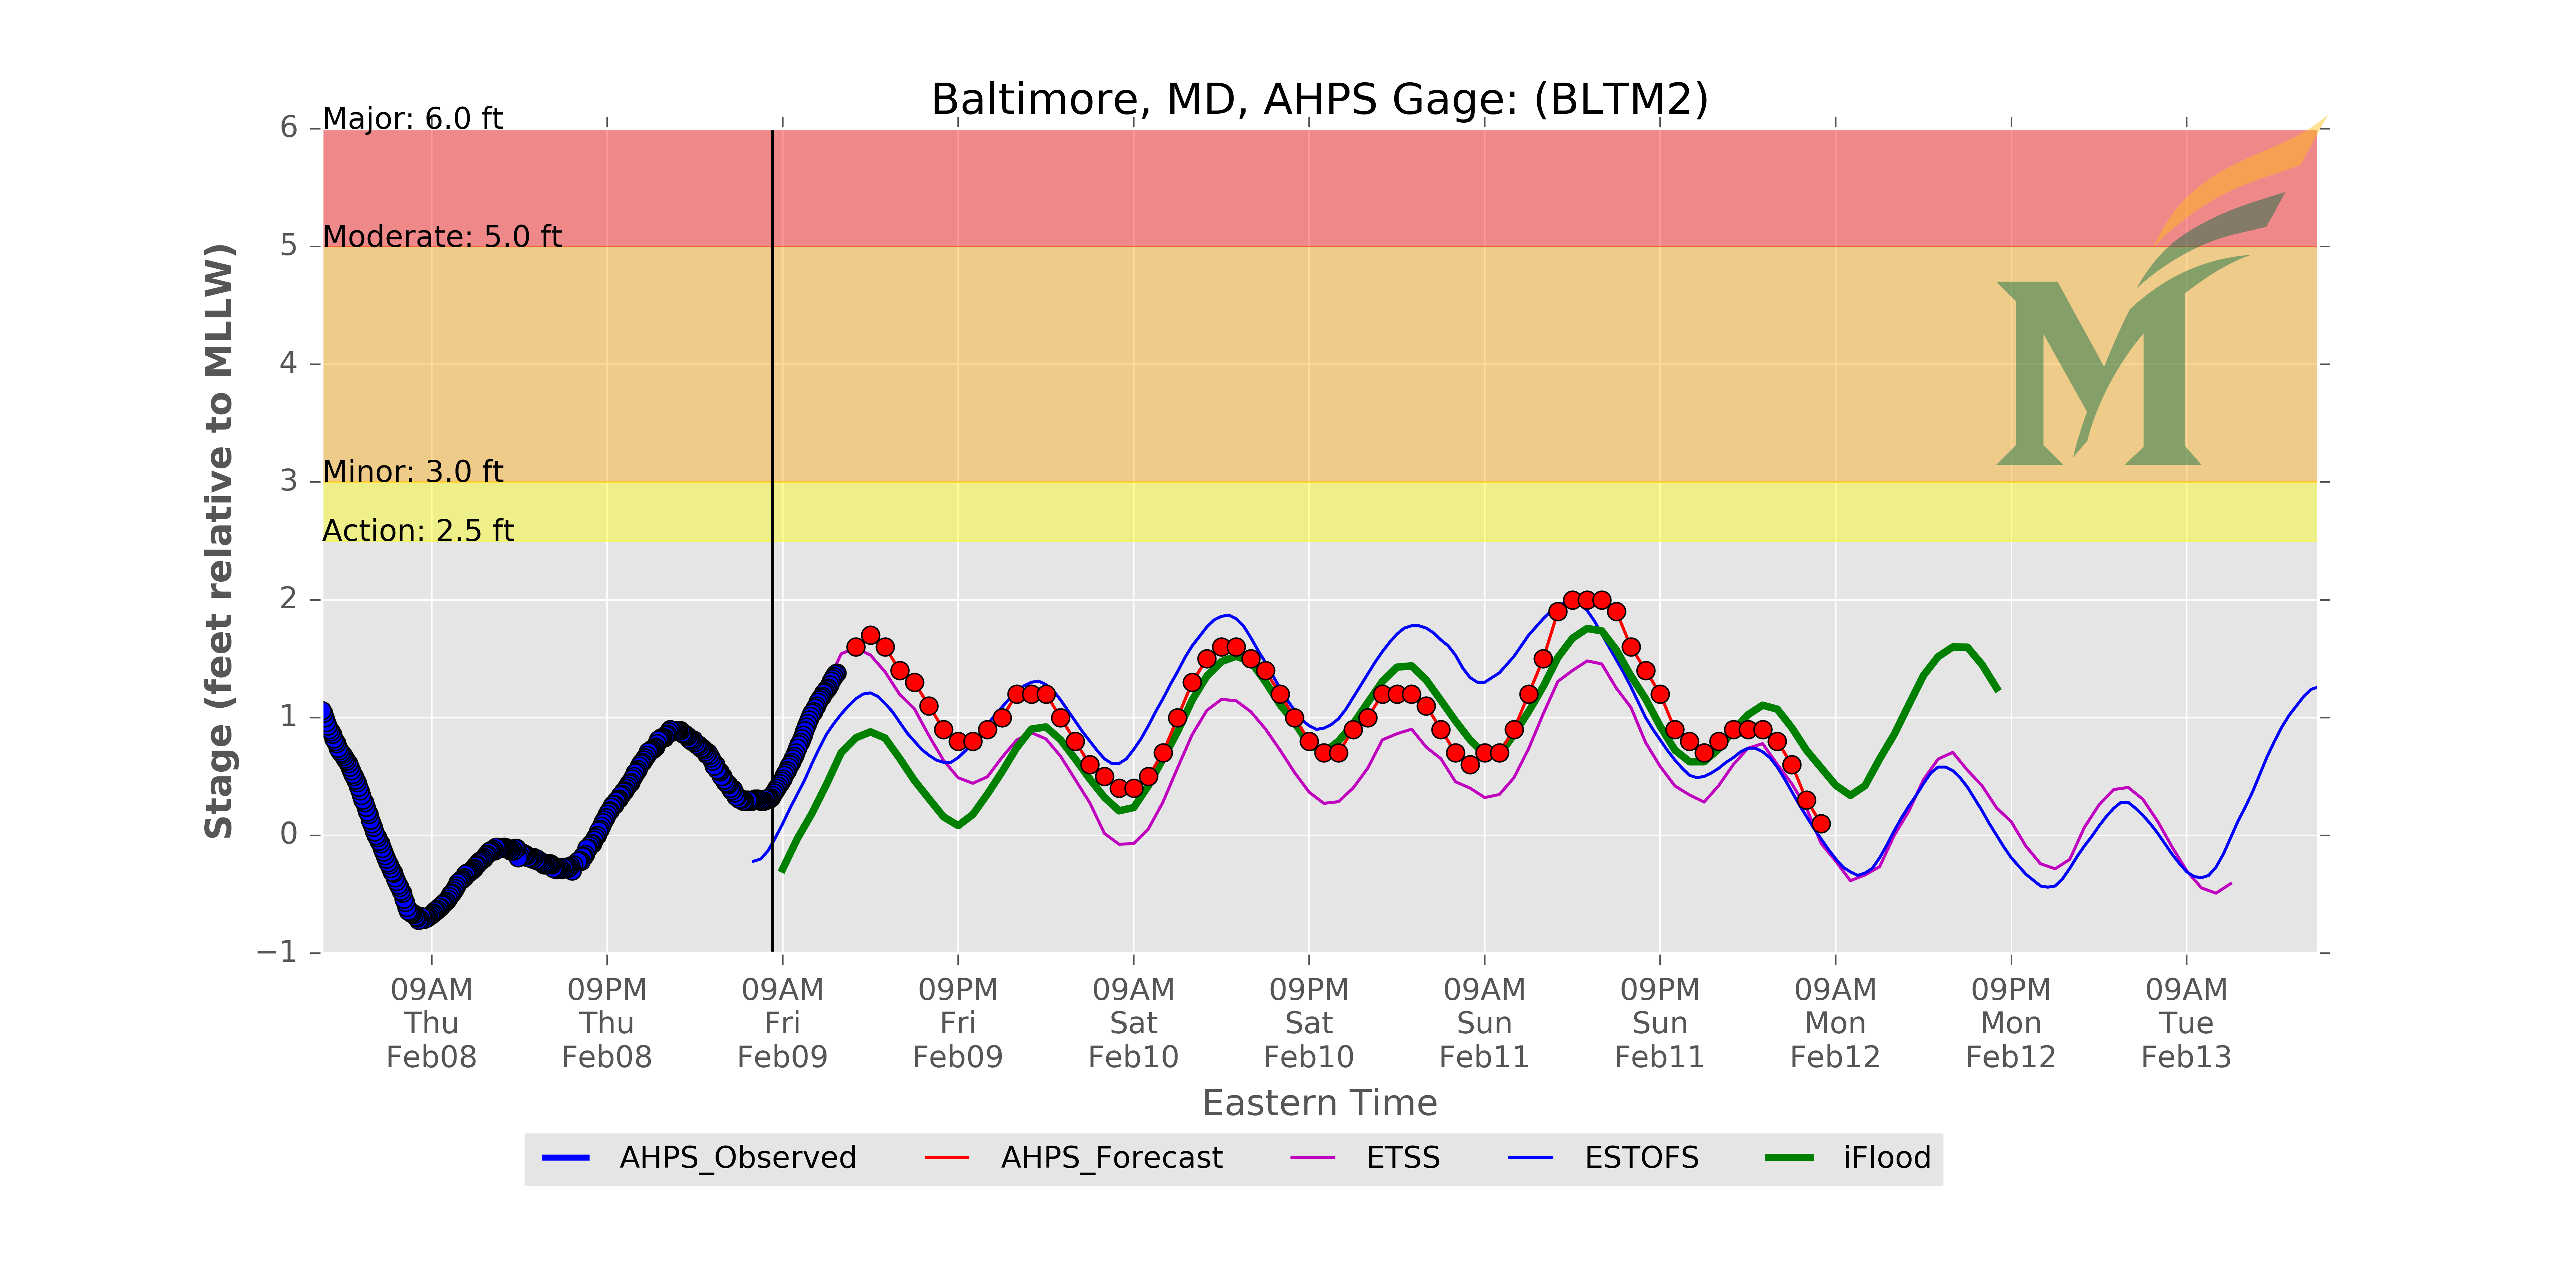 Baltimore, MD, AHPS Gage: (BLTM2)
Major: 6.0 ft
Moderate: 5.0 ft
Minor: 3.0 ft
Action: 2.5 ft
6
5
4
3
2
1
0
−1
Stage (feet relative to MLLW)
09AM 09PM 09AM 09PM 09AM 09PM 09AM 09PM 09AM 09PM 09AM
Thu Thu Fri Fri Sat Sat Sun Sun Mon Mon Tue
Feb08 Feb08 Feb09 Feb09 Feb10 Feb10 Feb11 Feb11 Feb12 Feb12 Feb13
Eastern Time
AHPS_Observed AHPS_Forecast ETSS ESTOFS iFlood